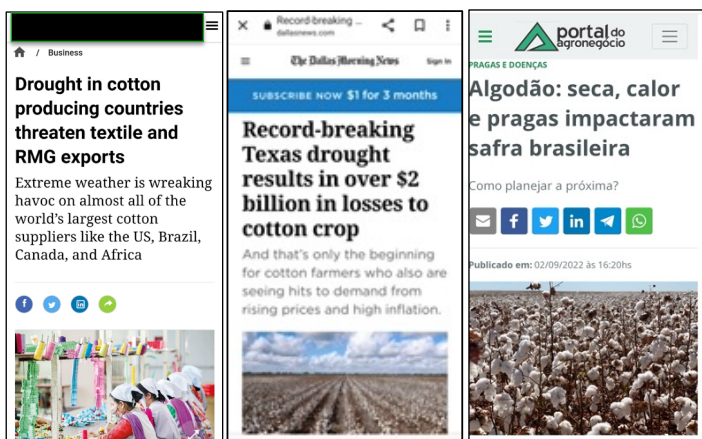 / Business
Drought in cotton
producing countries
threaten textile and
RMG exports
Extreme weather is wreaking
havoc on almost all of the
world's largest cotton
suppliers like the US, Brazil,
Canada, and Africa
Record-breaking ...
dallasnews.com
The Dallas Morning News
Sign In
SUBSCRIBE NOW $1 for 3 months
Record-breaking
Texas drought
results in over $2
billion in losses to
cotton crop
And that's only the beginning
for cotton farmers who also are
seeing hits to demand from
rising prices and high inflation.
portal do
agronegócio
PRAGAS E DOENÇAS
Algodão: seca, calor
e pragas impactaram
safra brasileira
Como planejar a próxima?
Publicado em: 02/09/2022 às 16:20hs